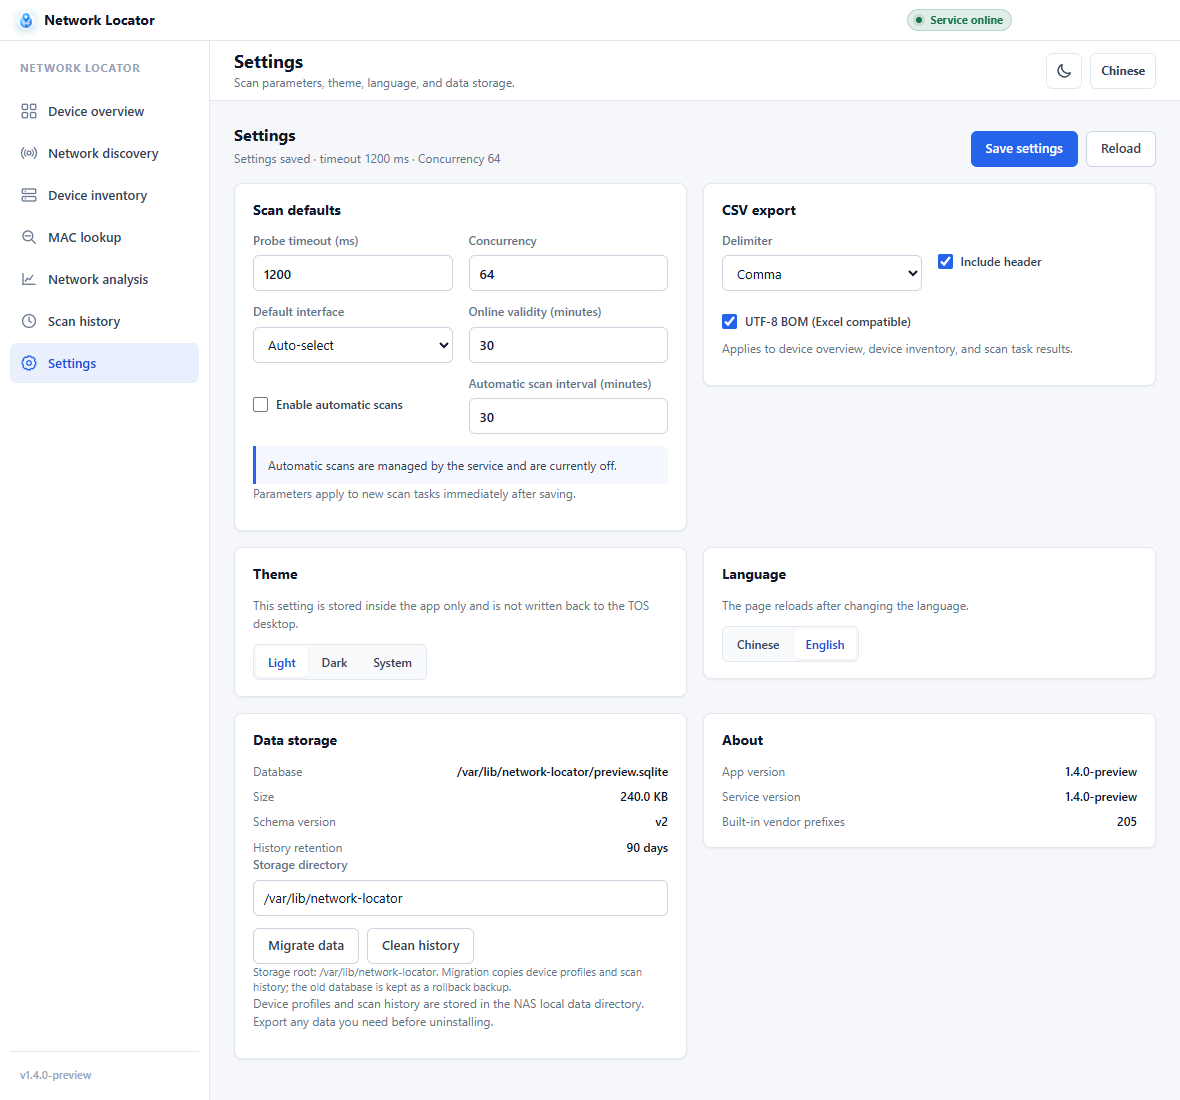 Network Locator
Service online
NETWORK LOCATOR
Device overview
Network discovery
Device inventory
MAC lookup
Network analysis
Scan history
Settings
v1.4.0-preview
Settings
Scan parameters, theme, language, and data storage.
Chinese
Settings
Settings saved · timeout 1200 ms · Concurrency 64
Save settings
Reload
Scan defaults
Probe timeout (ms)
Concurrency
1200
64
Default interface
Online validity (minutes)
Auto-select
30
Automatic scan interval (minutes)
Enable automatic scans
30
Automatic scans are managed by the service and are currently off.
Parameters apply to new scan tasks immediately after saving.
CSV export
Delimiter
Comma
Include header
UTF-8 BOM (Excel compatible)
Applies to device overview, device inventory, and scan task results.
Theme
This setting is stored inside the app only and is not written back to the TOS
desktop.
Light
Dark
System
Language
The page reloads after changing the language.
Chinese
English
Data storage
Database
/var/lib/network-locator/preview.sqlite
Size
240.0 KB
Schema version
v2
History retention
90 days
Storage directory
/var/lib/network-locator
Migrate data
Clean history
Storage root: /var/lib/network-locator. Migration copies device profiles and scan
history; the old database is kept as a rollback backup.
Device profiles and scan history are stored in the NAS local data directory.
Export any data you need before uninstalling.
About
App version
1.4.0-preview
Service version
1.4.0-preview
Built-in vendor prefixes
205